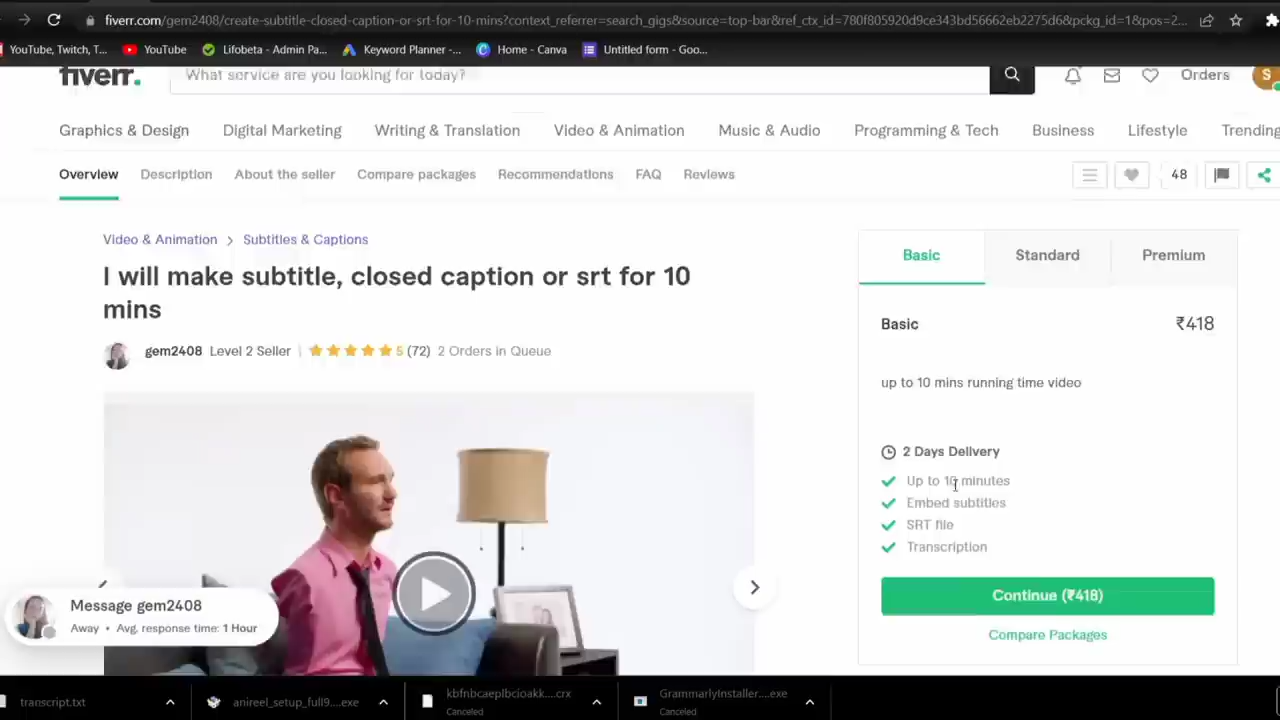 fiverr.com/gem2408/create-subtitle-closed-caption-or-srt-for-10-mins?context_referrer=search_gigs&source=top-bar&ref_ctx_id=780f805920d9ce343bd56662eb2275d6&pckg_id=1&pos=2...
YouTube, Twitch, T... YouTube Lifobeta - Admin Pa... Keyword Planner -... Home - Canva Untitled form - Goo...
fiverr. What service are you looking for today? Orders S
Graphics & Design Digital Marketing Writing & Translation Video & Animation Music & Audio Programming & Tech Business Lifestyle Trending
Overview Description About the seller Compare packages Recommendations FAQ Reviews 48
Video & Animation > Subtitles & Captions
I will make subtitle, closed caption or srt for 10
mins
gem2408 Level 2 Seller | 5 (72) 2 Orders in Queue
Basic Standard Premium
Basic ₹418
up to 10 mins running time video
2 Days Delivery
Up to 10 minutes
Embed subtitles
SRT file
Transcription
Continue (₹418)
Compare Packages
Message gem2408
Away • Avg. response time: 1 Hour
transcript.txt anireel_setup_full9....exe kbfnbcaeplbcioakk....crx GrammarlyInstaller....exe
Canceled Canceled